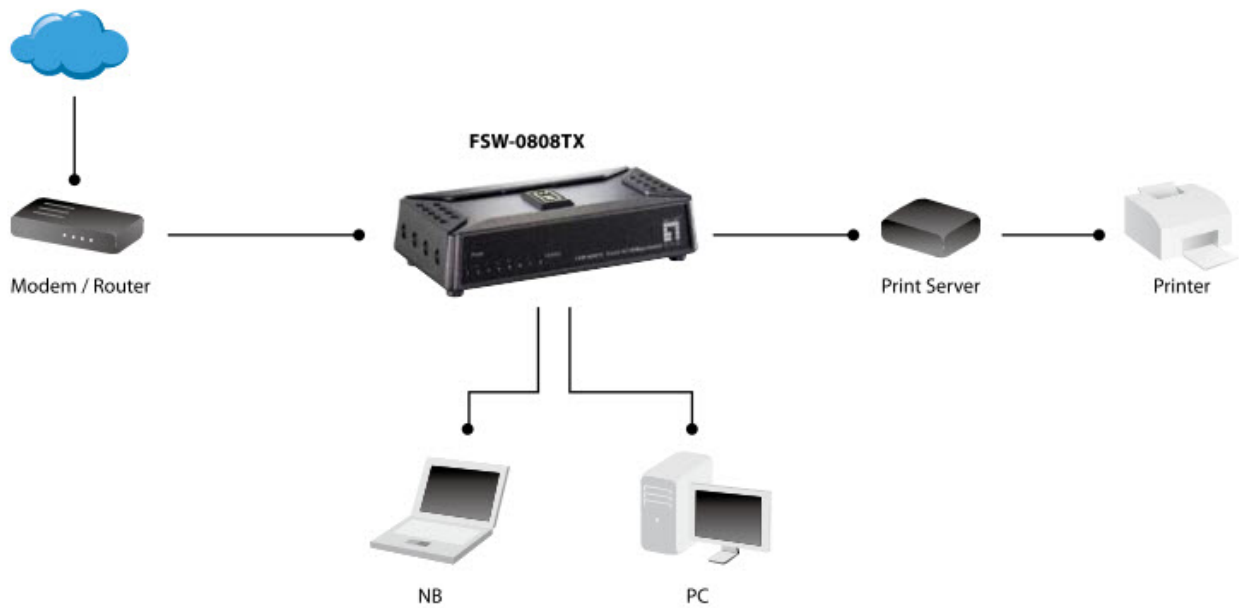 FSW-0808TX
Modem / Router
Print Server
Printer
NB
PC